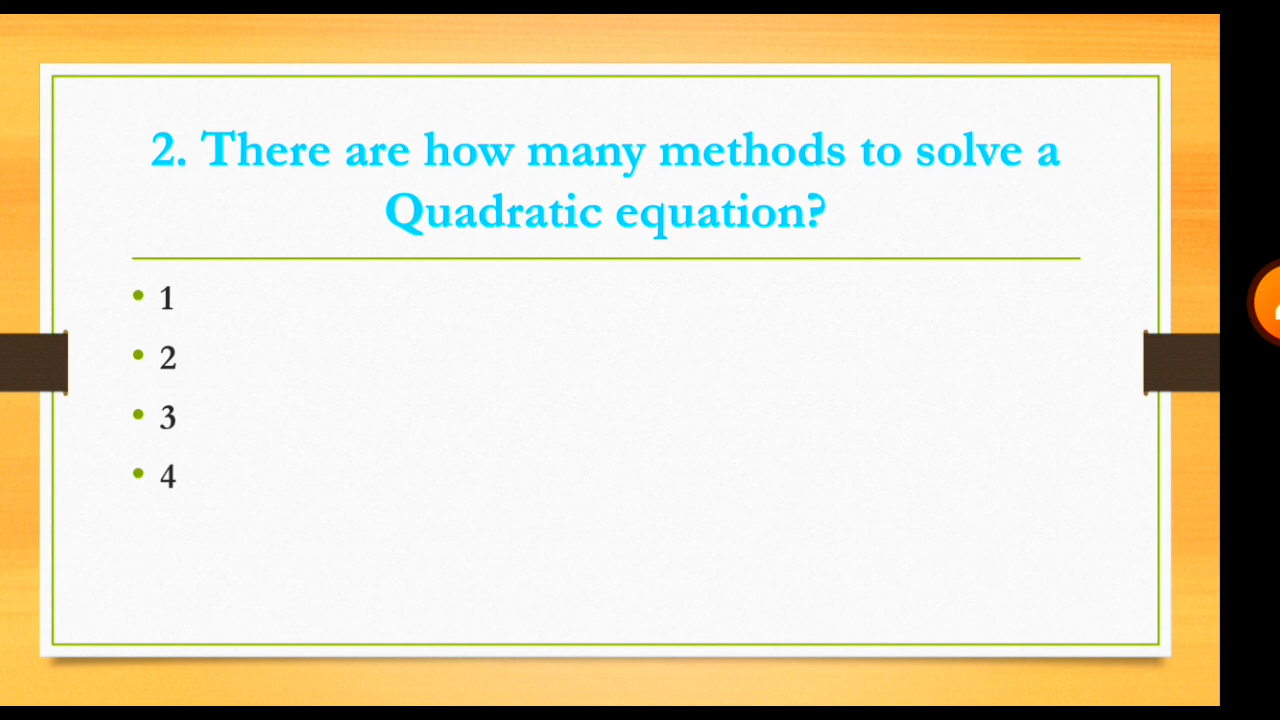 2. There are how many methods to solve a
Quadratic equation?
• 1
• 2
• 3
• 4